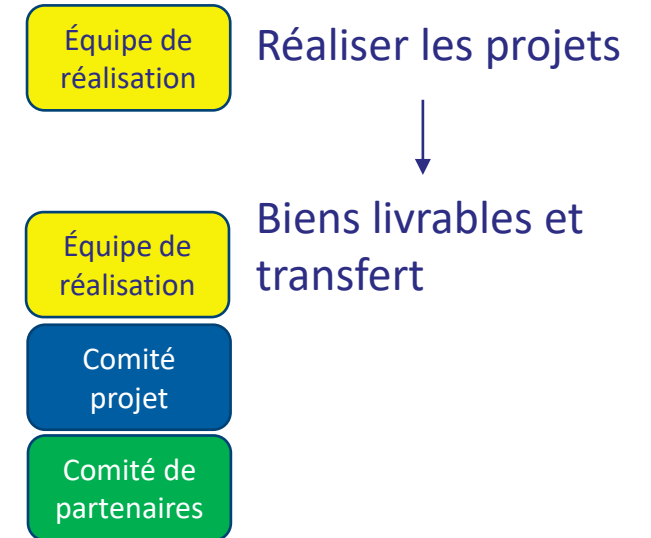 Équipe de
réalisation
Réaliser les projets
Équipe de
réalisation
Biens livrables et
transfert
Comité
projet
Comité de
partenaires